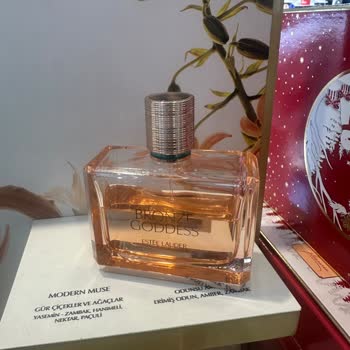 BRONZE
GODDESS
ESTĒE LAUDER
MODERN MUSE
GÜR ÇİÇEKLER VE AĞAÇLAR
YASEMİN - ZAMBAK, HANIMELİ,
NEKTAR, PAÇULİ
ODUNSU
ERİMİŞ ODUN, AMBER,